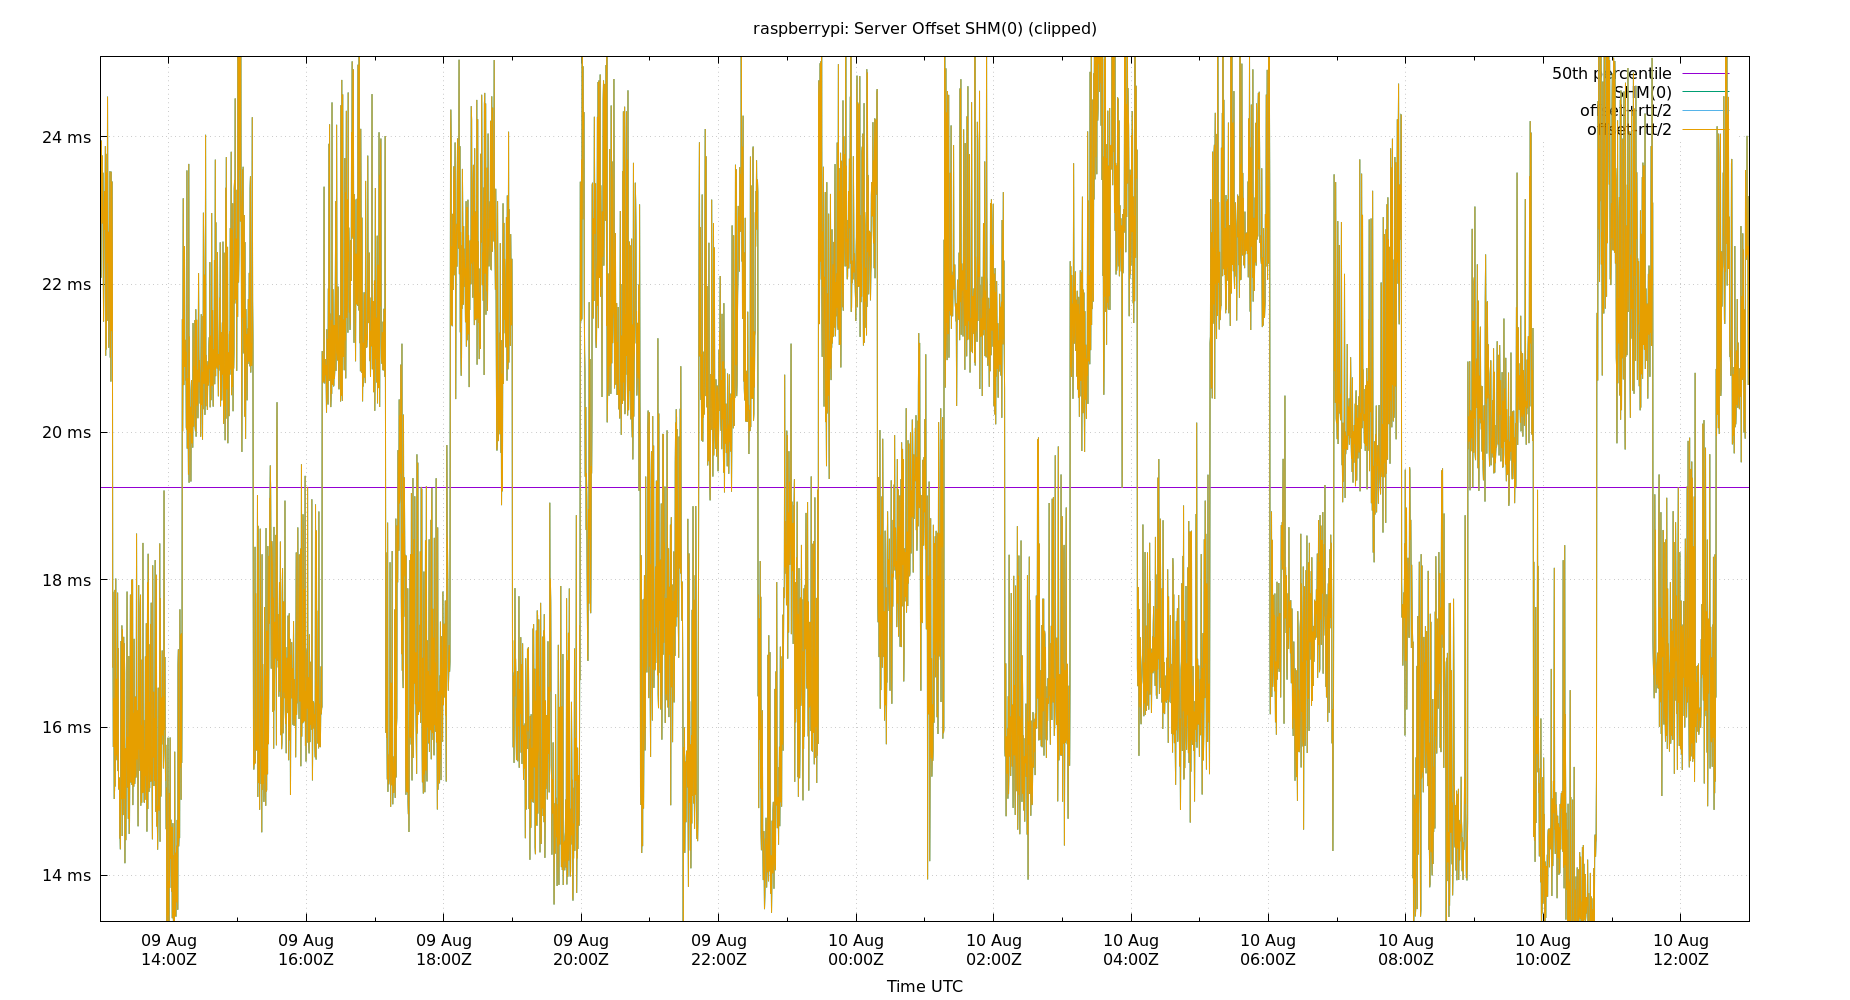 raspberrypi: Server Offset SHM(0) (clipped)
50th percentile
SHM(0)
offset+rtt/2
offset-rtt/2
24 ms
22 ms
20 ms
18 ms
16 ms
14 ms
09 Aug 09 Aug 09 Aug 09 Aug 09 Aug 10 Aug 10 Aug 10 Aug 10 Aug 10 Aug 10 Aug 10 Aug
14:00Z 16:00Z 18:00Z 20:00Z 22:00Z 00:00Z 02:00Z 04:00Z 06:00Z 08:00Z 10:00Z 12:00Z
Time UTC